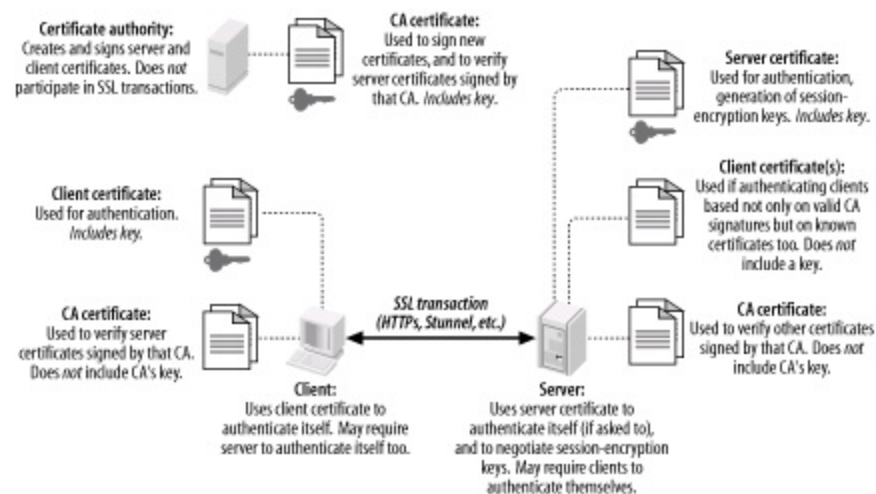 Certificate authority:
Creates and signs server and
client certificates. Does not
participate in SSL transactions.
CA certificate:
Used to sign new
certificates, and to verify
server certificates signed by
that CA. Includes key.
Server certificate:
Used for authentication,
generation of session-
encryption keys. Includes key.
Client certificate:
Used for authentication.
Includes key.
Client certificate(s):
Used if authenticating clients
based not only on valid CA
signatures but on known
certificates too. Does not
include a key.
CA certificate:
Used to verify server
certificates signed by that CA.
Does not include CA's key.
SSL transaction
(HTTPs, Stunnel, etc.)
CA certificate:
Used to verify other certificates
signed by that CA. Does not
include CA's key.
Client:
Uses client certificate to
authenticate itself. May require
server to authenticate itself too.
Server:
Uses server certificate to
authenticate itself (if asked to),
and to negotiate session-encryption
keys. May require clients to
authenticate themselves.